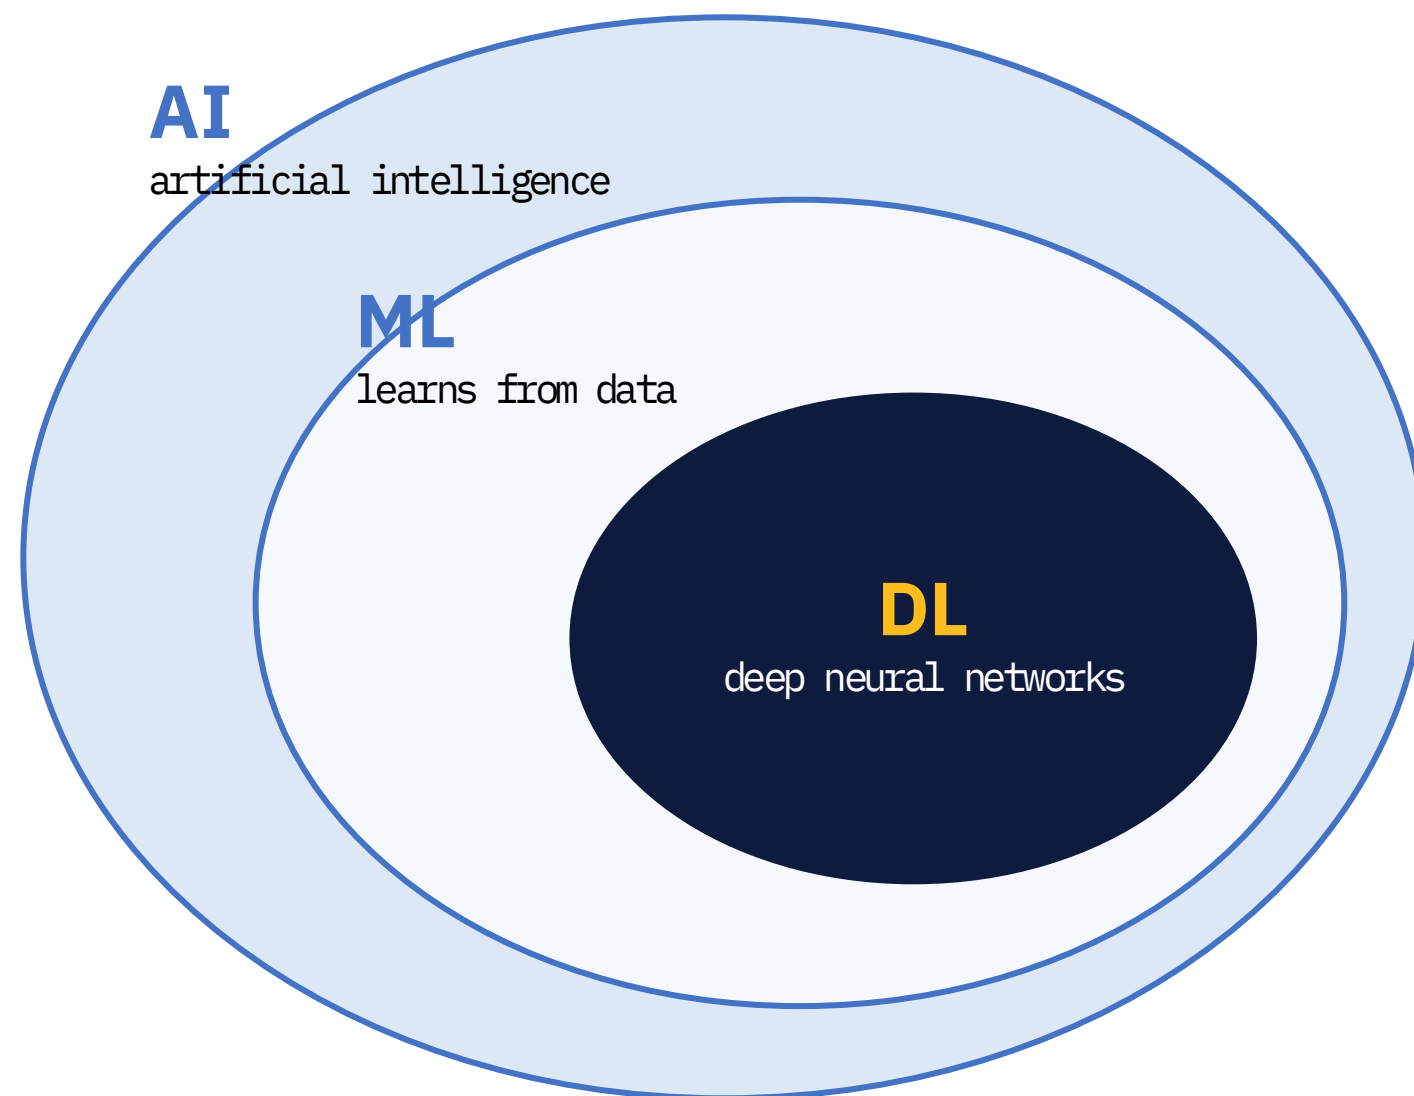 AI
artificial intelligence
ML
learns from data
DL
deep neural networks